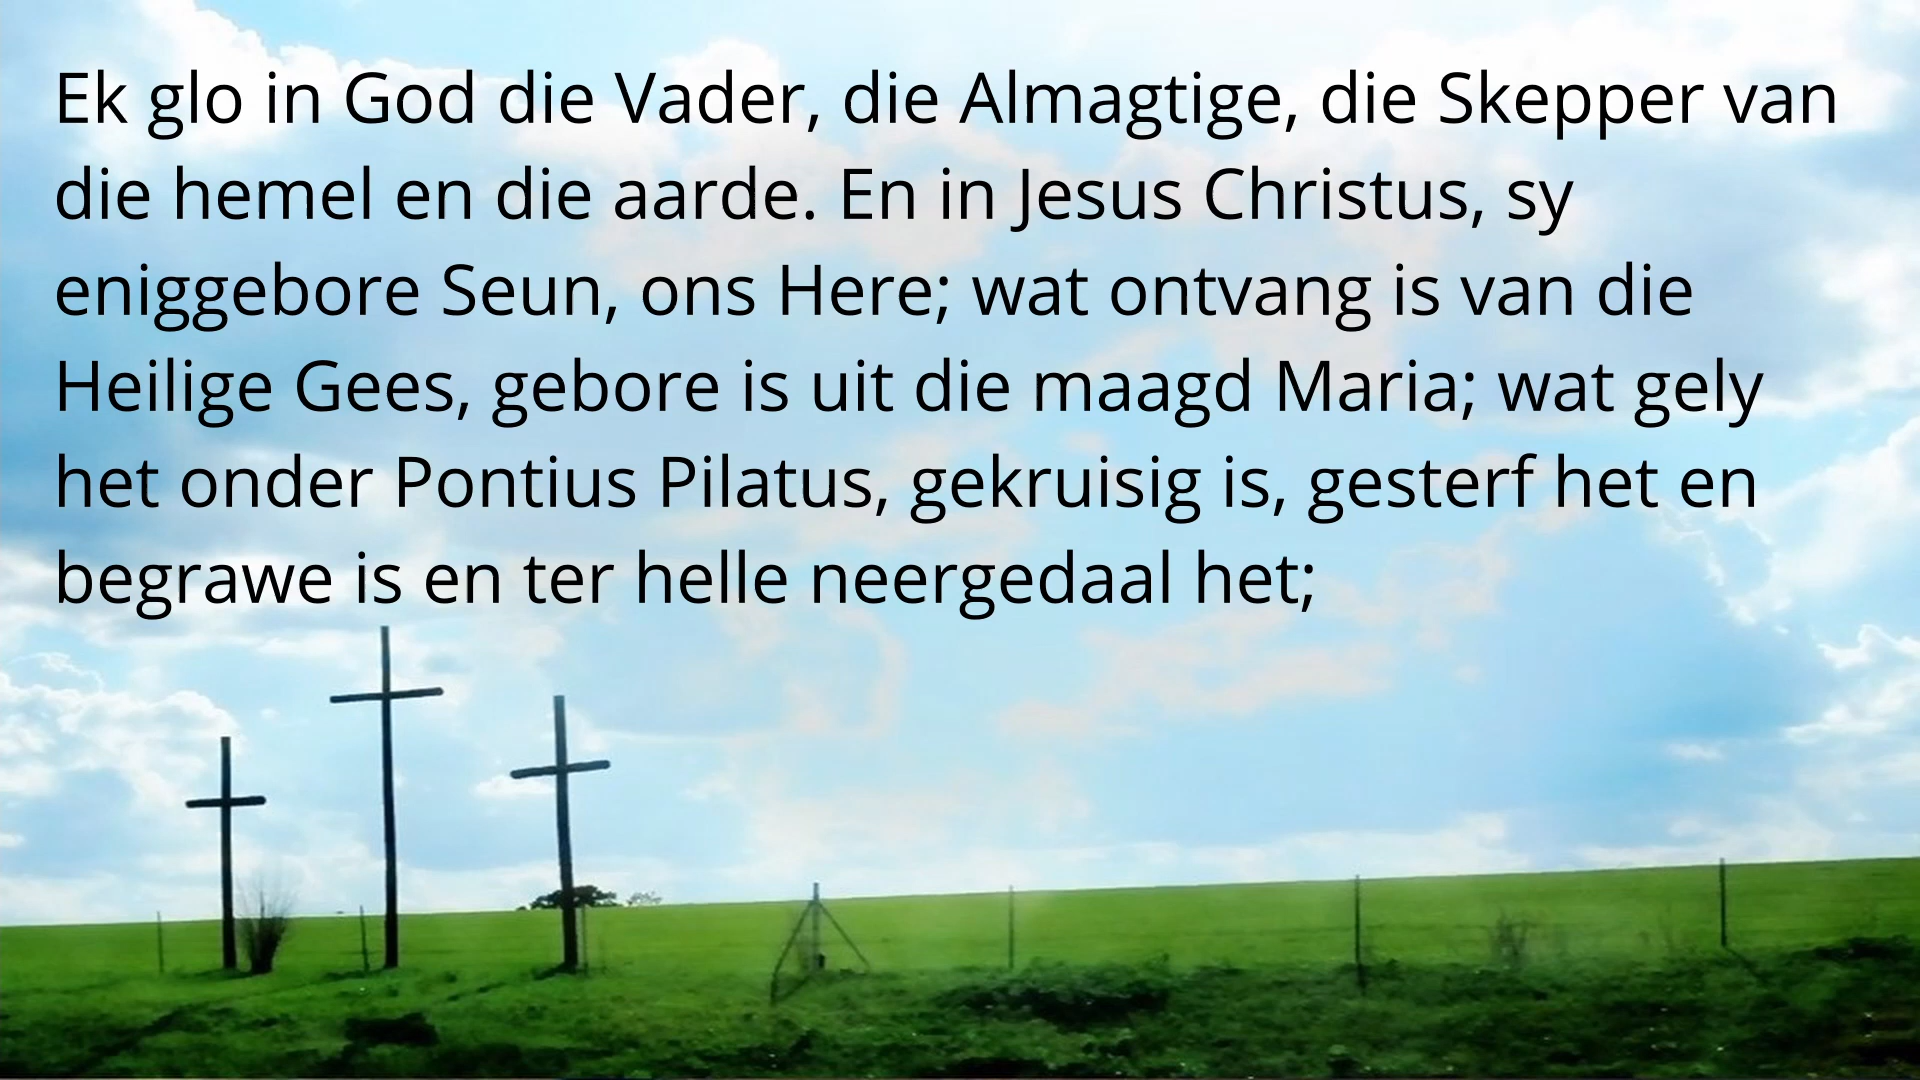 Ek glo in God die Vader, die Almagtige, die Skepper van
die hemel en die aarde. En in Jesus Christus, sy
eniggebore Seun, ons Here; wat ontvang is van die
Heilige Gees, gebore is uit die maagd Maria; wat gely
het onder Pontius Pilatus, gekruisig is, gesterf het en
begrawe is en ter helle neergedaal het;